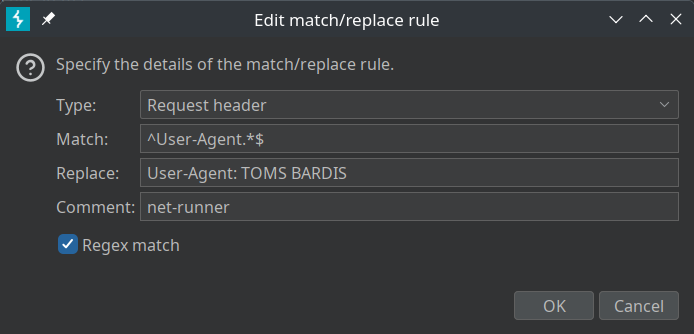 Edit match/replace rule
Specify the details of the match/replace rule.
Type: Request header
Match: ^User-Agent.*$
Replace: User-Agent: TOMS BARDIS
Comment: net-runner
Regex match
OK Cancel